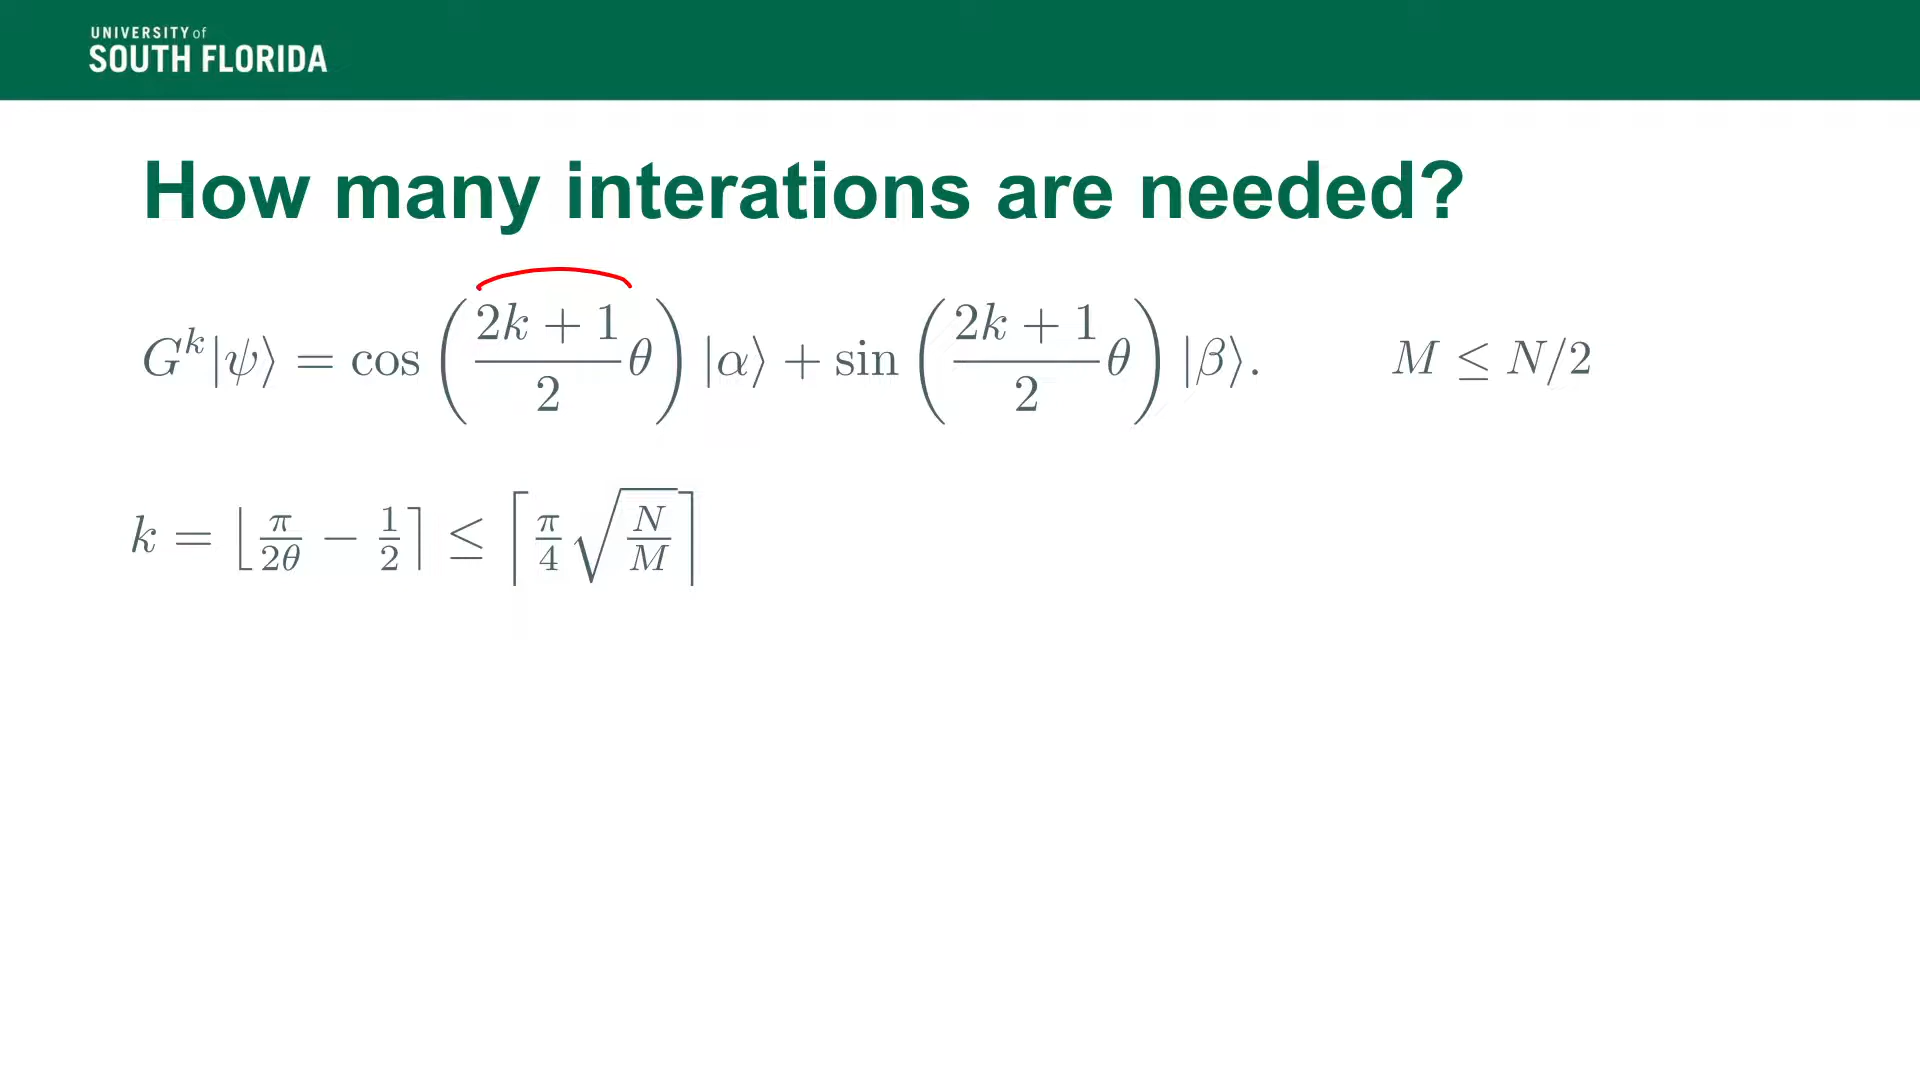 UNIVERSITY of
SOUTH FLORIDA
How many interations are needed?
G^k|ψ⟩ = cos((2k + 1)/2 θ)|α⟩ + sin((2k + 1)/2 θ)|β⟩. M ≤ N/2
k = ⌊π/2θ − 1/2⌉ ≤ ⌈π/4 √(N/M)⌉